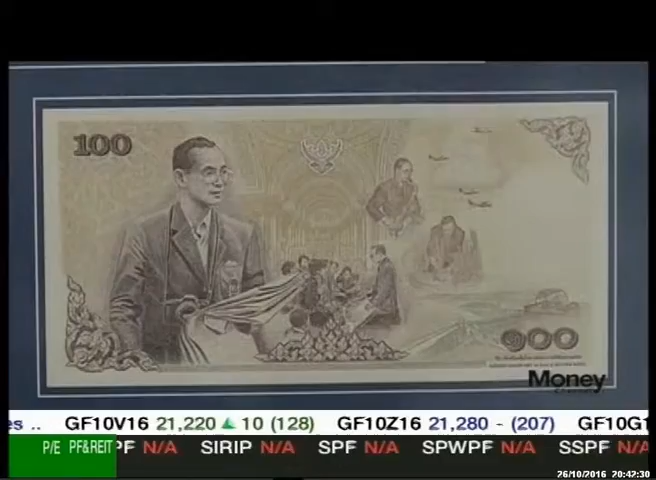 100
๑๐๐
Money
es .. GF10V16 21,220 ▲ 10 (128) GF10Z16 21,280 - (207) GF10G1
P/E PF&REIT PF N/A SIRIP N/A SPF N/A SPWPF N/A SSPF N/A
26/10/2016 20:42:30